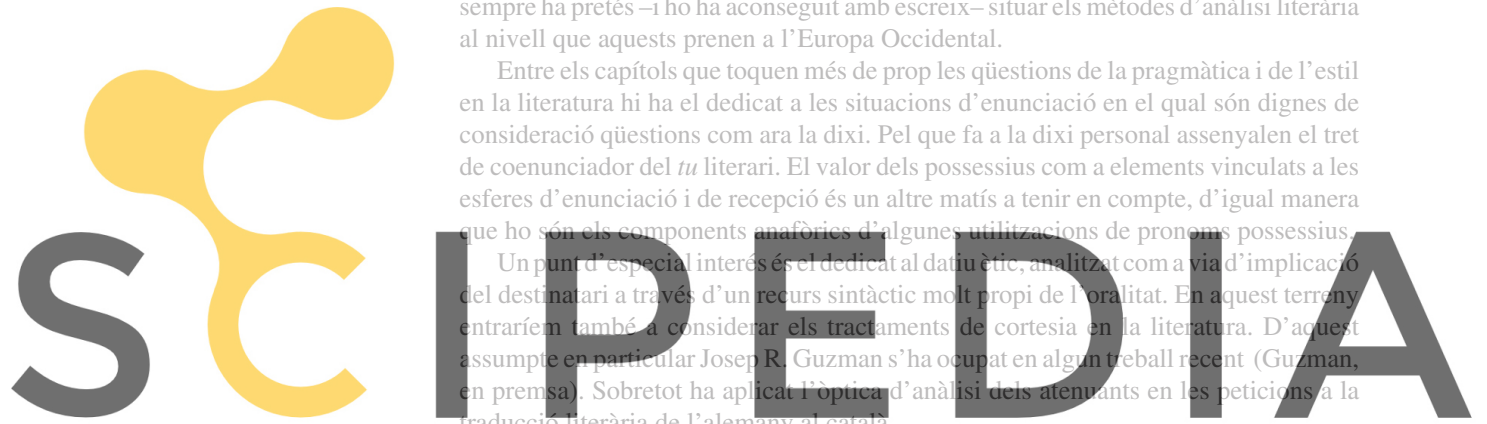 sempre ha pretès –i ho ha aconseguit amb escreix– situar els mètodes d’anàlisi literària
al nivell que aquests prenen a l’Europa Occidental.
Entre els capítols que toquen més de prop les qüestions de la pragmàtica i de l’estil
en la literatura hi ha el dedicat a les situacions d’enunciació en el qual són dignes de
consideració qüestions com ara la dixi. Pel que fa a la dixi personal assenyalen el tret
de coenunciador del tu literari. El valor dels possessius com a elements vinculats a les
esferes d’enunciació i de recepció és un altre matís a tenir en compte, d’igual manera
que ho són els components anafòrics d’algunes utilitzacions de pronoms possessius.
Un punt d’especial interés és el dedicat al datiu ètic, analitzat com a via d’implicació
del destinatari a través d’un recurs sintàctic molt propi de l’oralitat. En aquest terreny
entraríem també a considerar els tractaments de cortesia en la literatura. D’aquest
assumpte en particular Josep R. Guzman s’ha ocupat en algun treball recent (Guzman,
en premsa). Sobretot ha aplicat l’òptica d’anàlisi dels atenuants en les peticions a la
traducció literària de l’alemany al català
SCIPEDIA